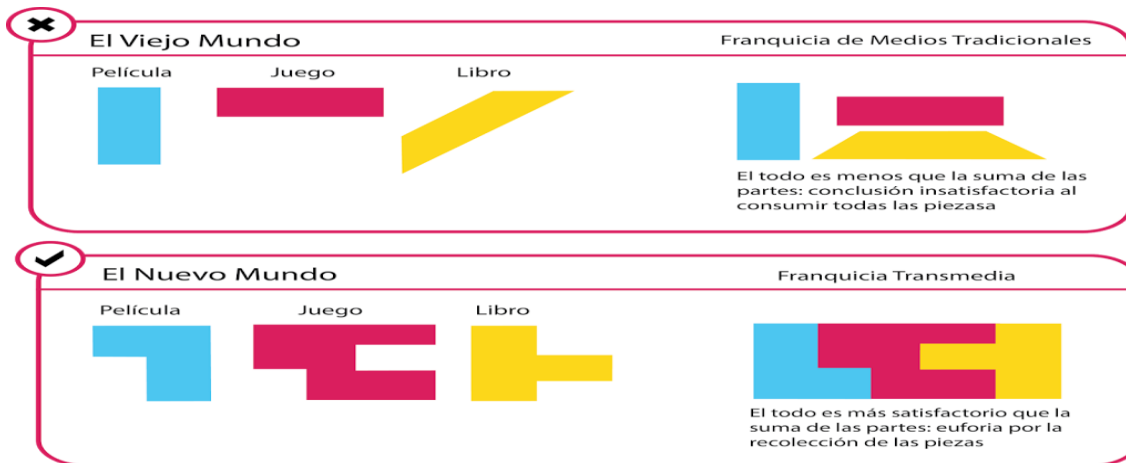 El Viejo Mundo
Franquicia de Medios Tradicionales
Película
Juego
Libro
El todo es menos que la suma de las
partes: conclusión insatisfactoria al
consumir todas las piezasa
El Nuevo Mundo
Franquicia Transmedia
Película
Juego
Libro
El todo es más satisfactorio que la
suma de las partes: euforia por la
recolección de las piezas